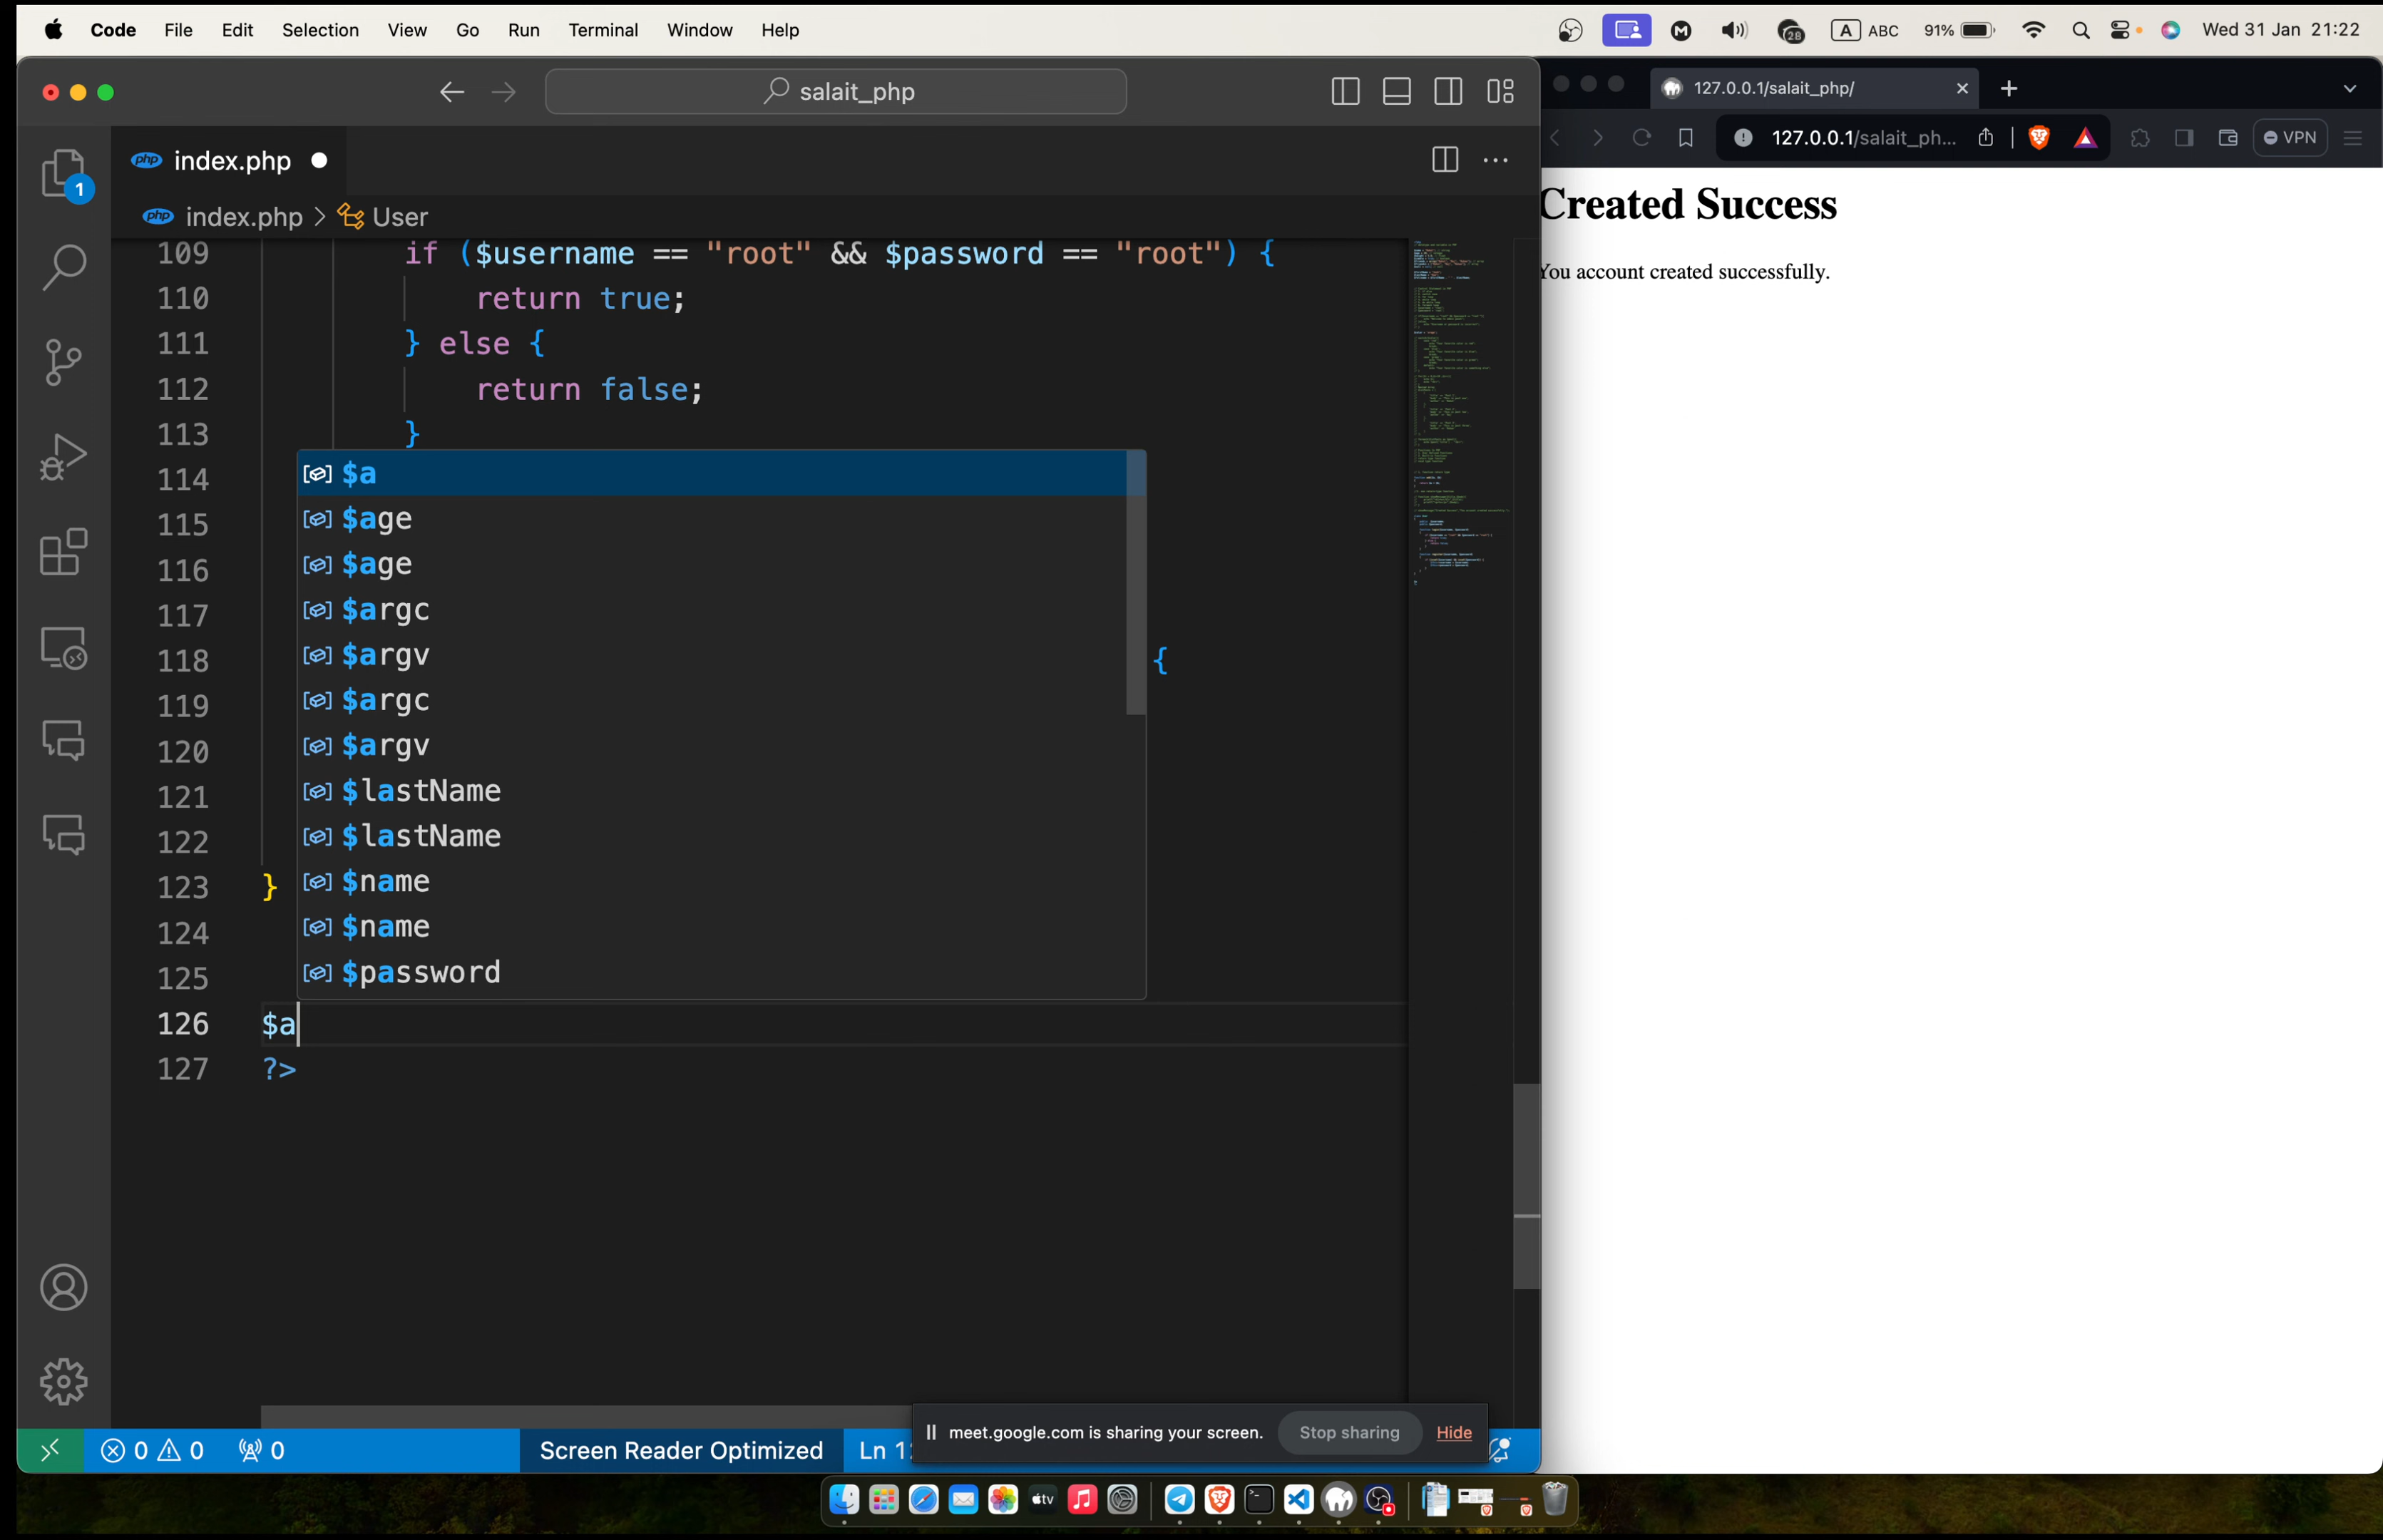 Code File Edit Selection View Go Run Terminal Window Help
28 A ABC 91% Wed 31 Jan 21:22
salait_php
127.0.0.1/salait_php/
index.php
127.0.0.1/salait_ph... VPN
1
index.php > User
109 if ($username == "root" && $password == "root") {
110 return true;
111 } else {
112 return false;
113 }
114
115
116
117
118 {
119
120
121
122
123 }
124
125
126 $a
127 ?>
$a
$age
$age
$argc
$argv
$argc
$argv
$lastName
$lastName
$name
$name
$password
Created Success
You account created successfully.
0 0 0 Screen Reader Optimized
meet.google.com is sharing your screen. Stop sharing Hide
tv